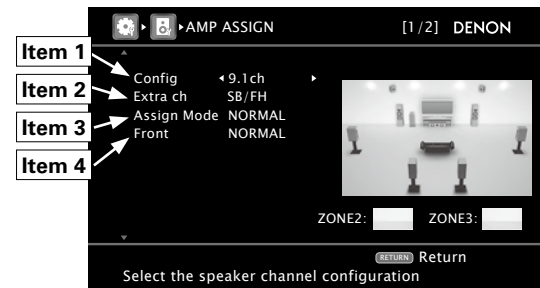 AMP ASSIGN [1/2] DENON
Item 1
Item 2
Item 3
Item 4
Config 9.1ch
Extra ch SB/FH
Assign Mode NORMAL
Front NORMAL
ZONE2: ZONE3:
RETURN Return
Select the speaker channel configuration